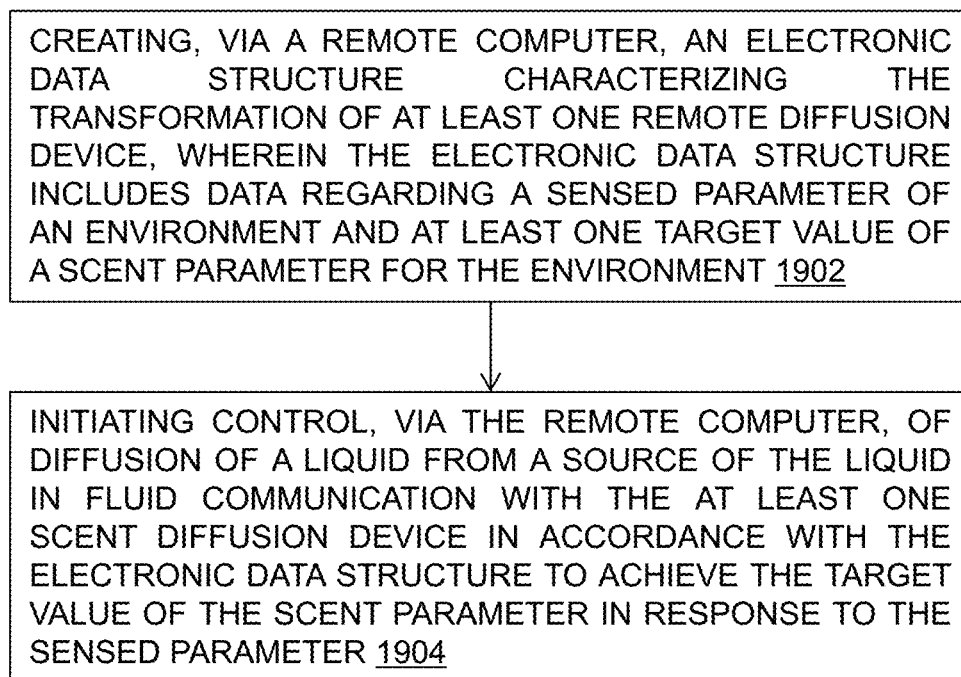 CREATING, VIA A REMOTE COMPUTER, AN ELECTRONIC
DATA STRUCTURE CHARACTERIZING THE
TRANSFORMATION OF AT LEAST ONE REMOTE DIFFUSION
DEVICE, WHEREIN THE ELECTRONIC DATA STRUCTURE
INCLUDES DATA REGARDING A SENSED PARAMETER OF
AN ENVIRONMENT AND AT LEAST ONE TARGET VALUE OF
A SCENT PARAMETER FOR THE ENVIRONMENT 1902
INITIATING CONTROL, VIA THE REMOTE COMPUTER, OF
DIFFUSION OF A LIQUID FROM A SOURCE OF THE LIQUID
IN FLUID COMMUNICATION WITH THE AT LEAST ONE
SCENT DIFFUSION DEVICE IN ACCORDANCE WITH THE
ELECTRONIC DATA STRUCTURE TO ACHIEVE THE TARGET
VALUE OF THE SCENT PARAMETER IN RESPONSE TO THE
SENSED PARAMETER 1904